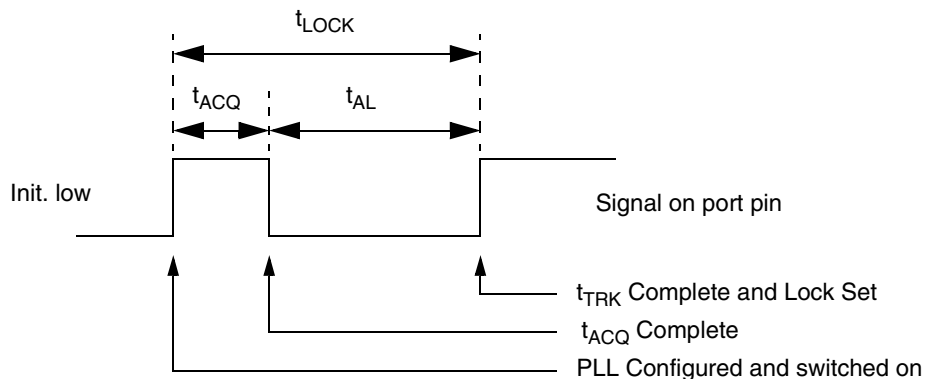 tLOCK
tACQ
tAL
Init. low
Signal on port pin
tTRK Complete and Lock Set
tACQ Complete
PLL Configured and switched on